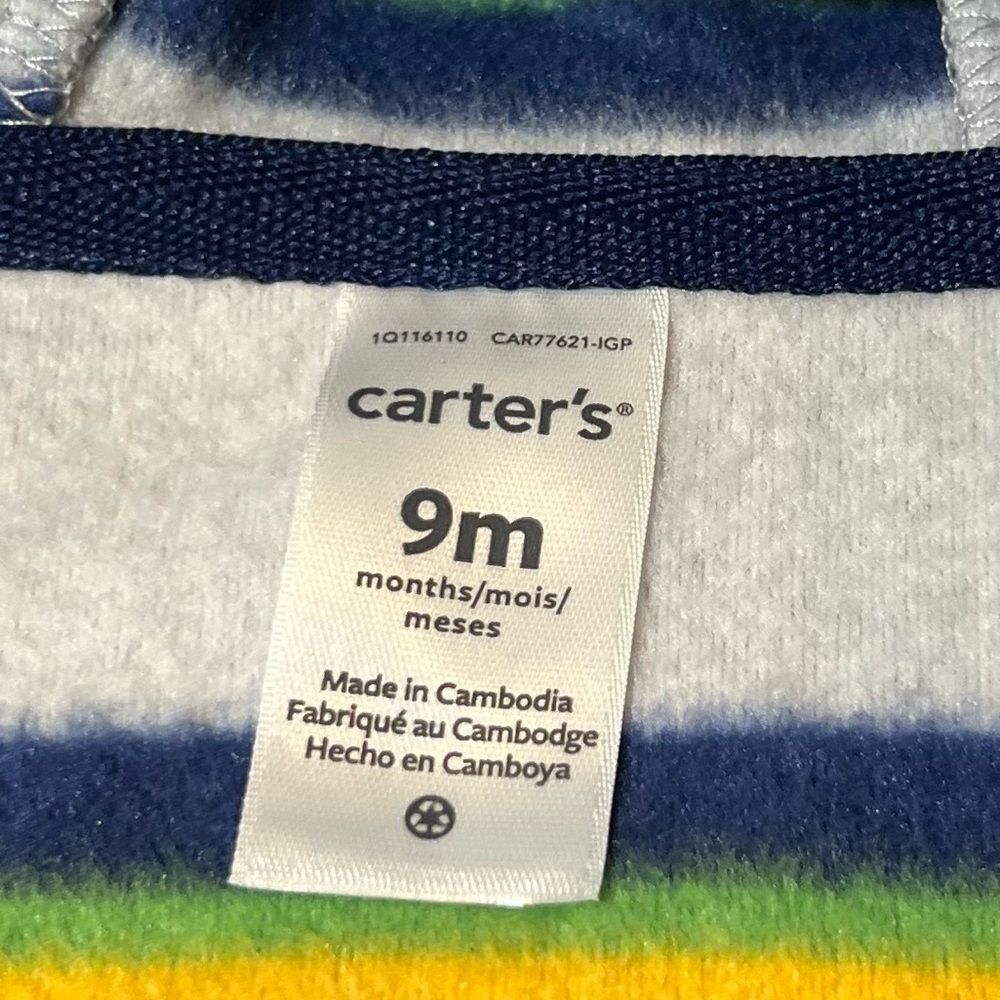 1Q116110 CAR77621-IGP
carter's®
9m
months/mois/
meses
Made in Cambodia
Fabriqué au Cambodge
Hecho en Camboya